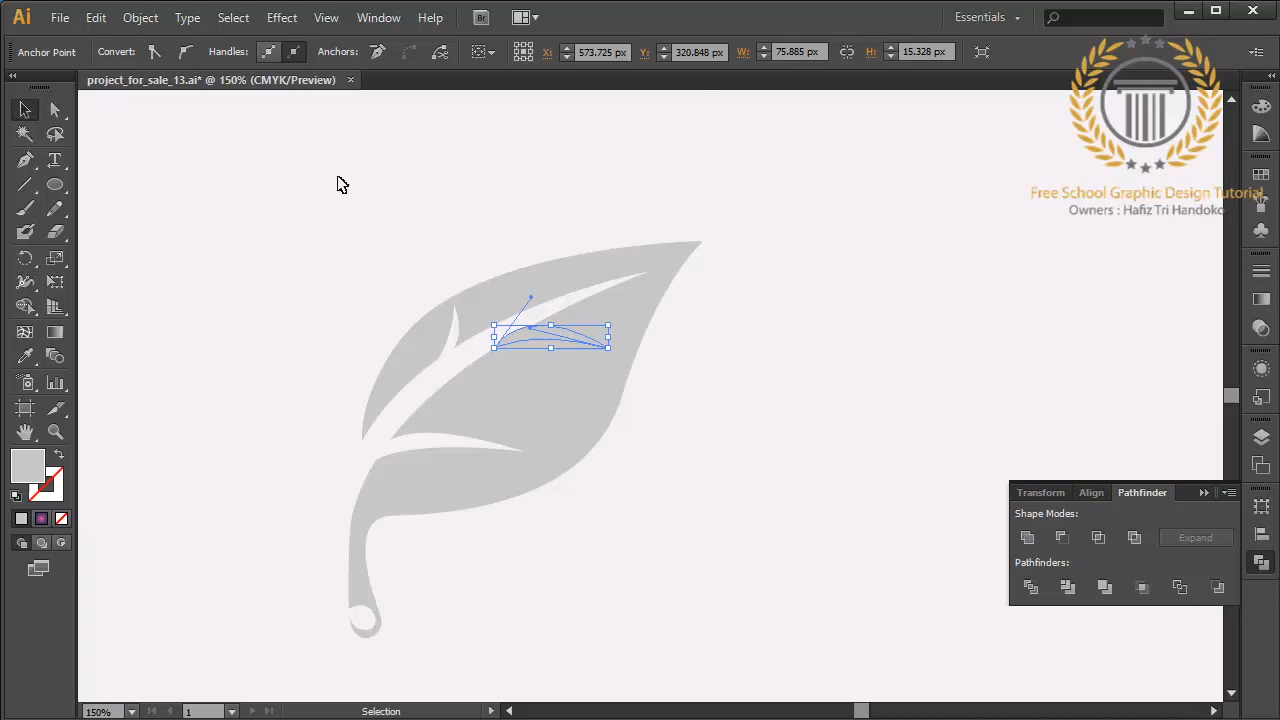 Ai File Edit Object Type Select Effect View Window Help Br Essentials
Anchor Point Convert: Handles: Anchors: X: 573.725 px Y: 320.848 px W: 75.885 px H: 15.328 px
project_for_sale_13.ai* @ 150% (CMYK/Preview)
Free School Graphic Design Tutorial
Owners : Hafiz Tri Handoko
Transform Align Pathfinder
Shape Modes:
Expand
Pathfinders:
150% 1 Selection